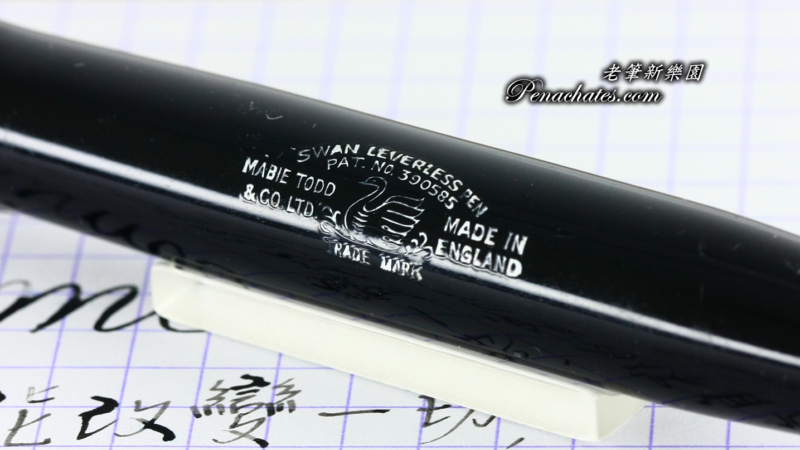 老筆新樂園
Penachates.com
SWAN LEVERLESS PEN
PAT. NO. 390585
MABIE TODD
& CO. LTD.
MADE IN
ENGLAND
TRADE MARK
改變一切,